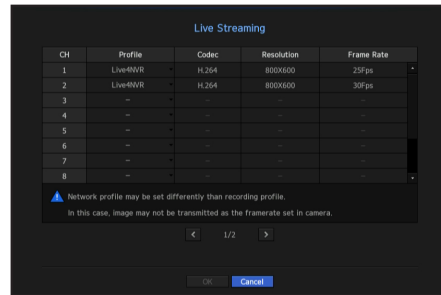 Live Streaming
CH Profile Codec Resolution Frame Rate
1 Live4NVR H.264 800X600 25Fps
2 Live4NVR H.264 800X600 30Fps
3 – – – –
4 – – – –
5 – – – –
6 – – – –
7 – – – –
8 – – – –
Network profile may be set differently than recording profile.
In this case, image may not be transmitted as the framerate set in camera.
< 1/2 >
OK Cancel